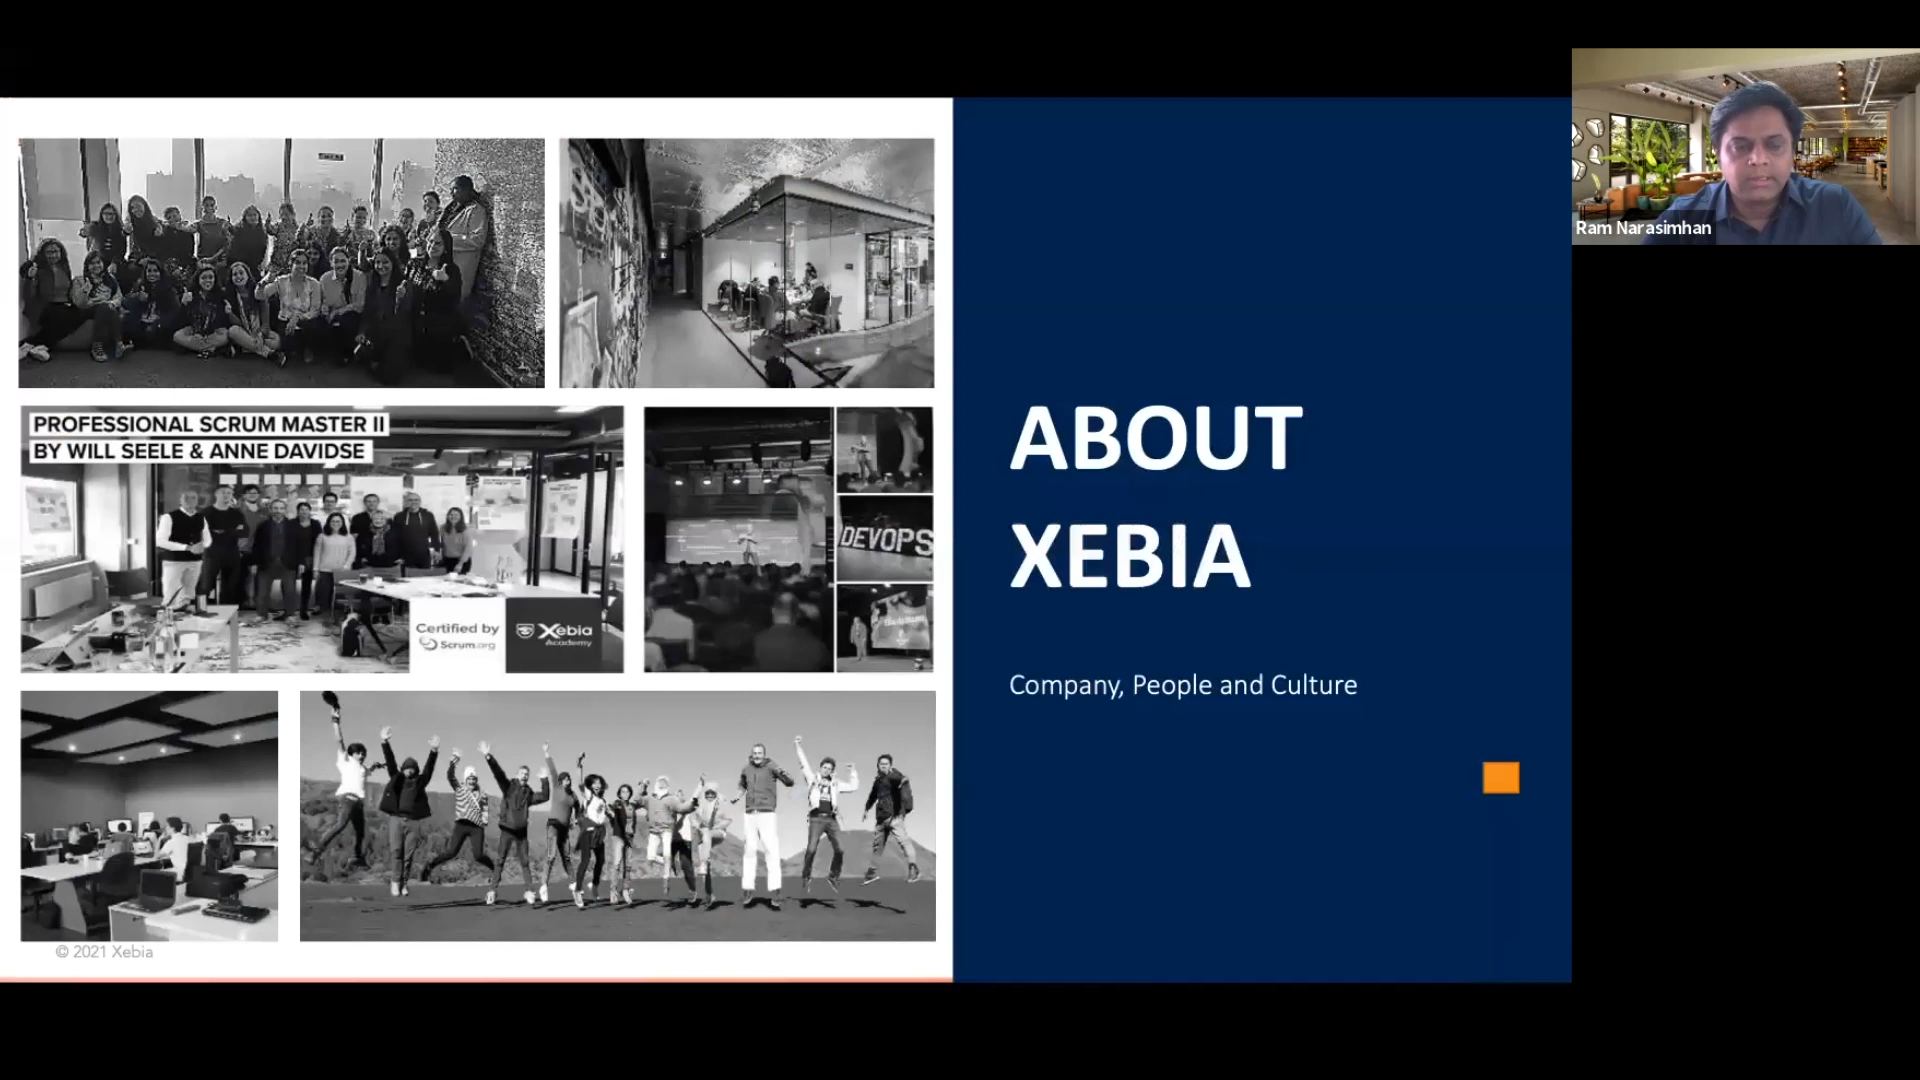 PROFESSIONAL SCRUM MASTER II
BY WILL SEELE & ANNE DAVIDSE
DEVOPS
Certified by
Scrum.org
Xebia
Academy
© 2021 Xebia
ABOUT
XEBIA
Company, People and Culture
Ram Narasimhan